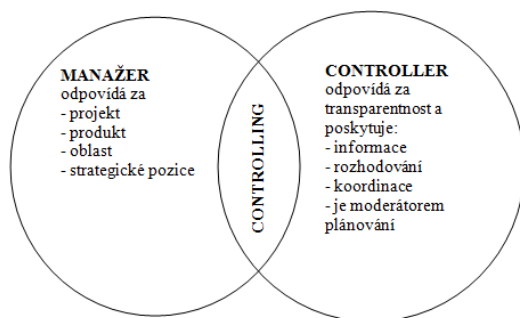 MANAŽER
odpovídá za
- projekt
- produkt
- oblast
- strategické pozice
CONTROLLING
CONTROLLER
odpovídá za
transparentnost a
poskytuje:
- informace
- rozhodování
- koordinace
- je moderátorem
plánování